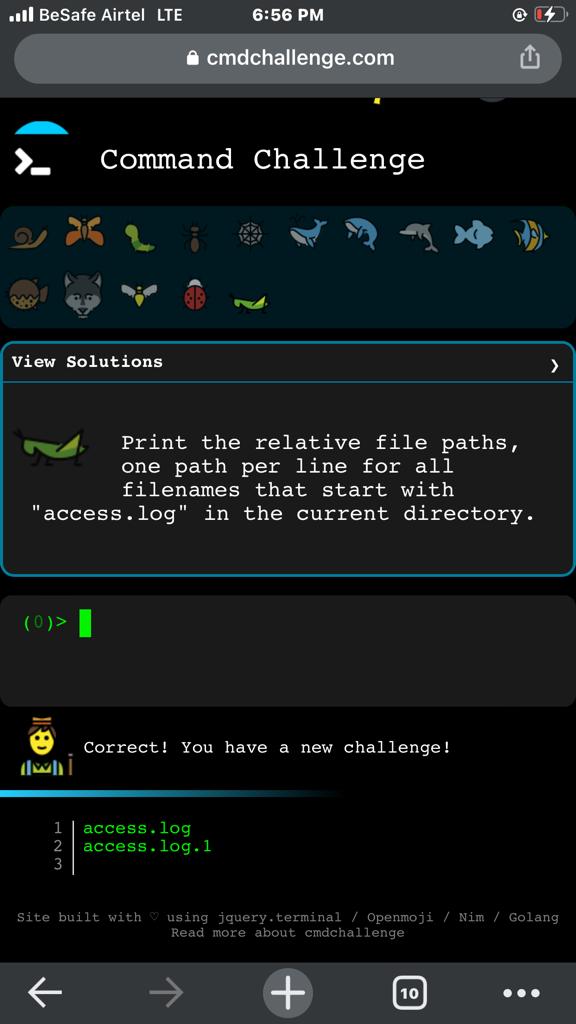 BeSafe Airtel LTE 6:56 PM
cmdchallenge.com
Command Challenge
View Solutions
Print the relative file paths,
one path per line for all
filenames that start with
"access.log" in the current directory.
(0)>
Correct! You have a new challenge!
1 access.log
2 access.log.1
3
Site built with ♡ using jquery.terminal / Openmoji / Nim / Golang
Read more about cmdchallenge
10